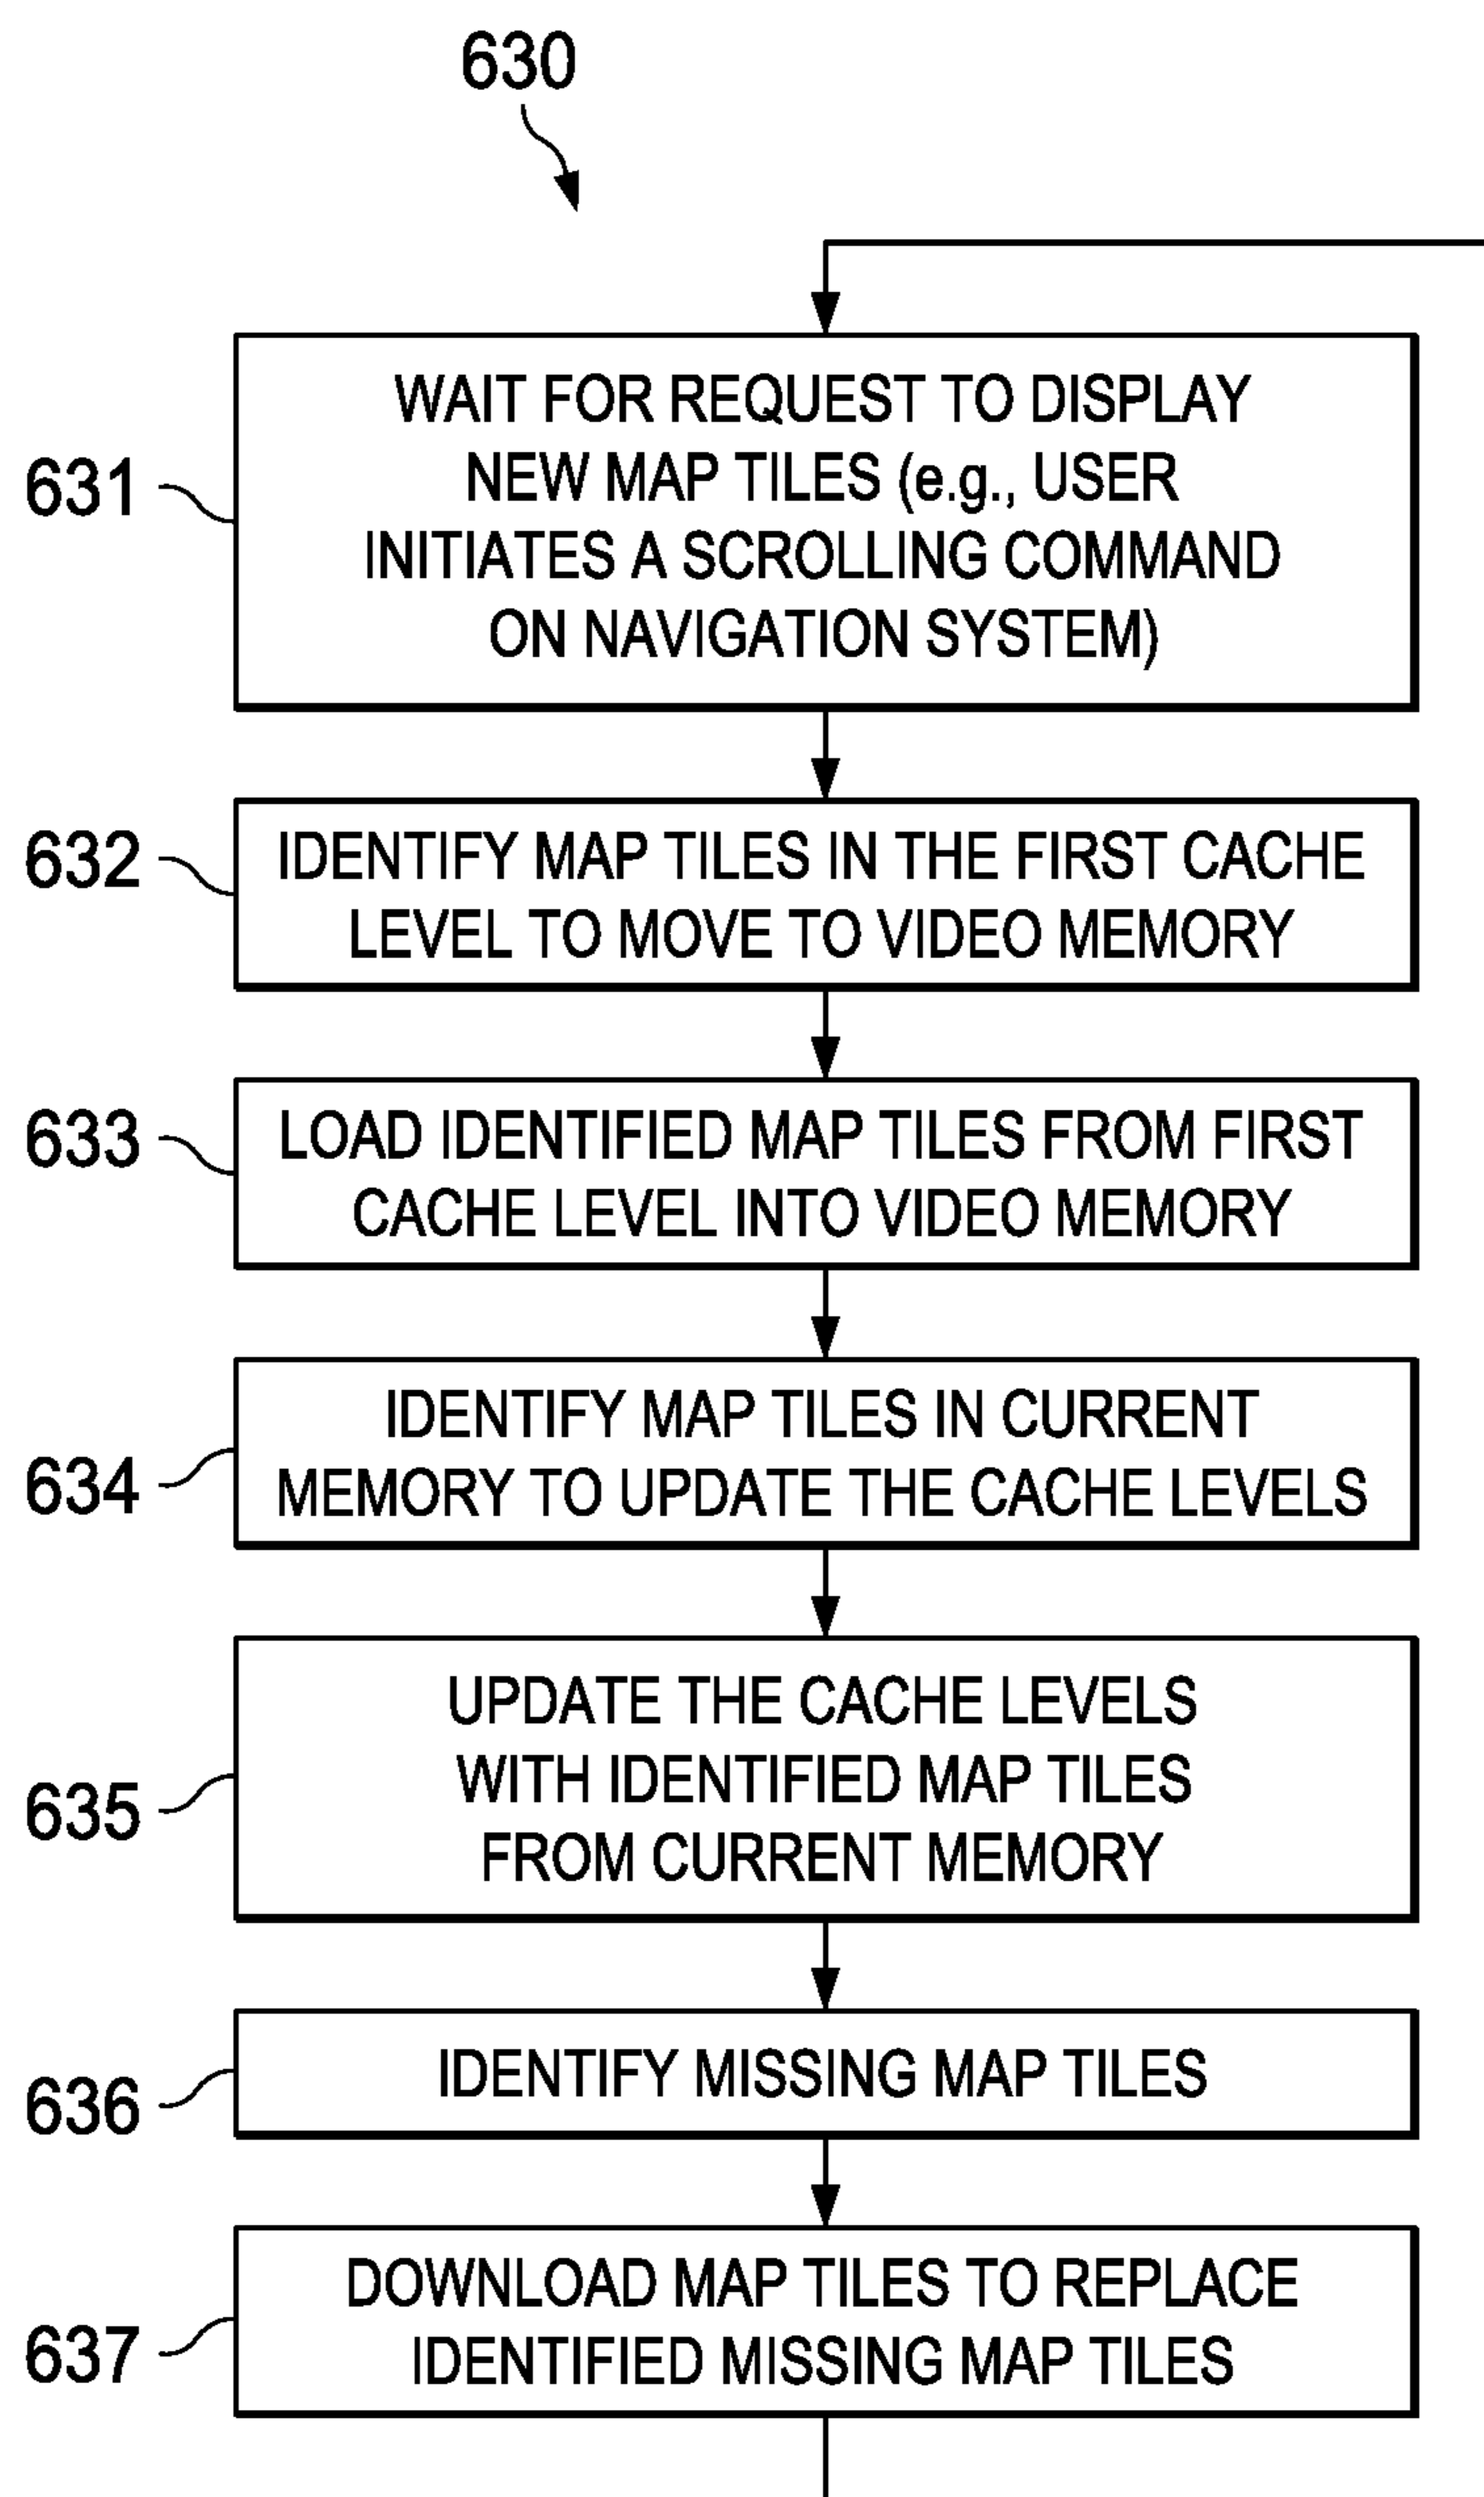 630
631
WAIT FOR REQUEST TO DISPLAY
NEW MAP TILES (e.g., USER
INITIATES A SCROLLING COMMAND
ON NAVIGATION SYSTEM)
632
IDENTIFY MAP TILES IN THE FIRST CACHE
LEVEL TO MOVE TO VIDEO MEMORY
633
LOAD IDENTIFIED MAP TILES FROM FIRST
CACHE LEVEL INTO VIDEO MEMORY
634
IDENTIFY MAP TILES IN CURRENT
MEMORY TO UPDATE THE CACHE LEVELS
635
UPDATE THE CACHE LEVELS
WITH IDENTIFIED MAP TILES
FROM CURRENT MEMORY
636
IDENTIFY MISSING MAP TILES
637
DOWNLOAD MAP TILES TO REPLACE
IDENTIFIED MISSING MAP TILES